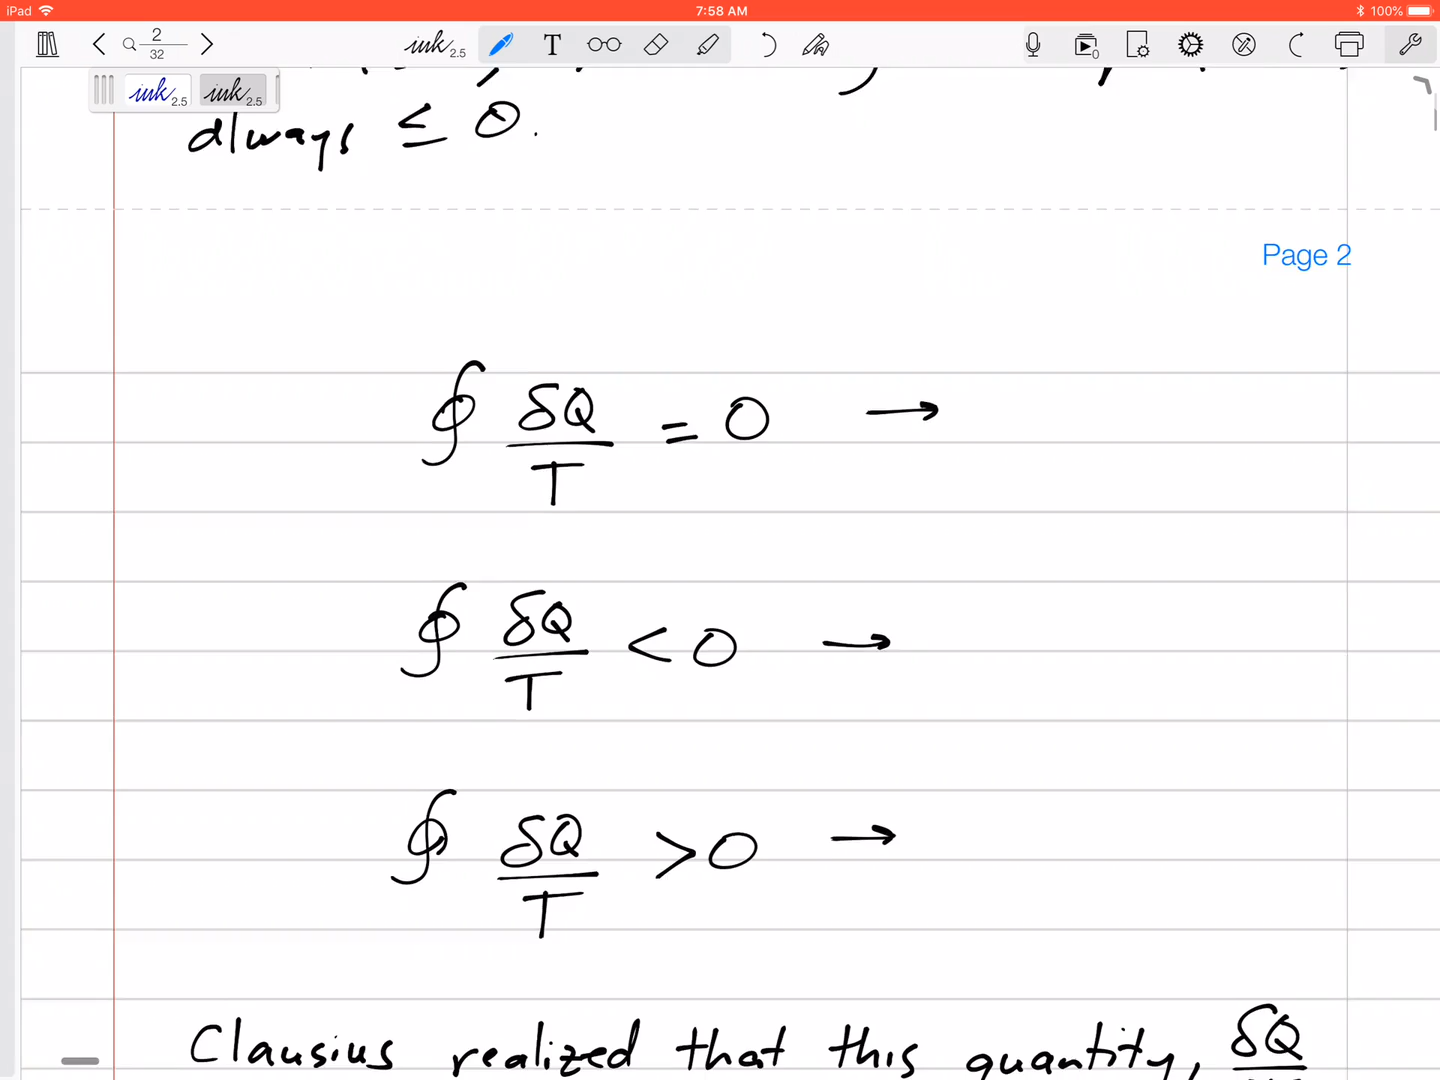 iPad 7:58 AM 100%
2
32
ink 2.5 T 0
ink 2.5 ink 2.5
always ≤ 0.
Page 2
∮ δQ/T = 0 →
∮ δQ/T < 0 →
∮ δQ/T > 0 →
Clausius realized that this quantity, δQ